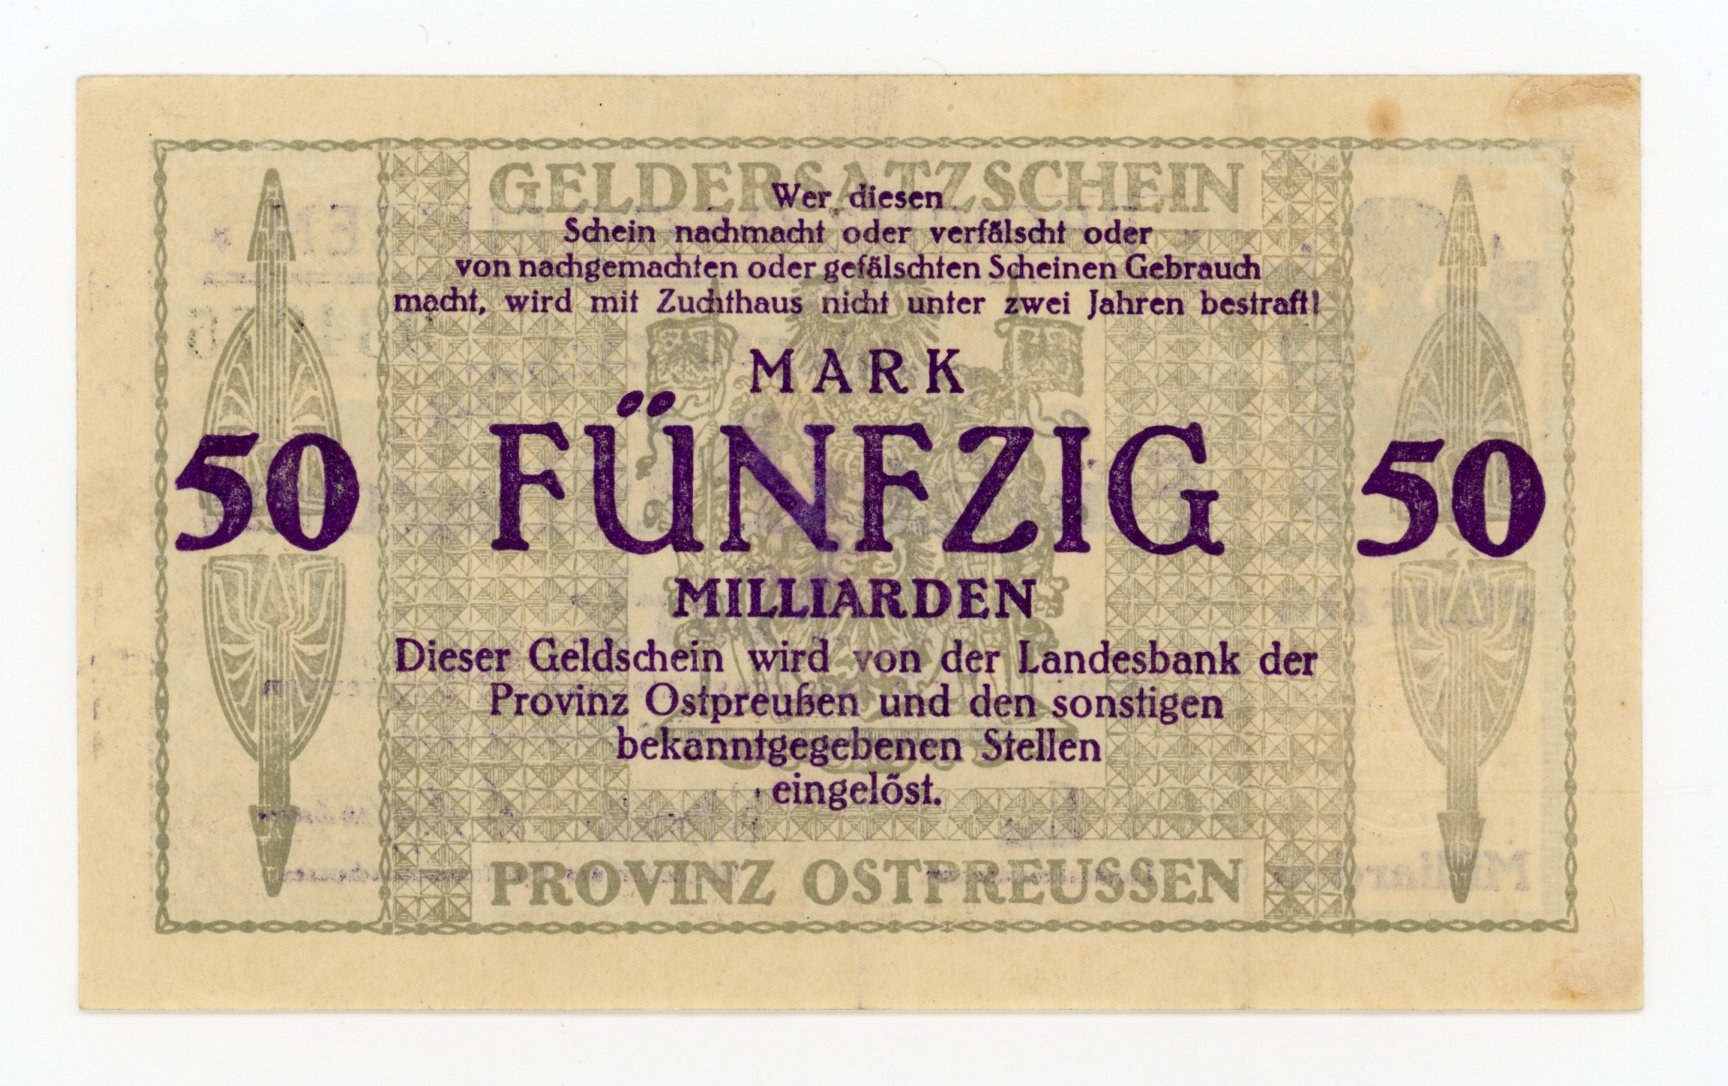 GELDERSATZSCHEIN
Wer diesen
Schein nachmacht oder verfälscht oder
von nachgemachten oder gefälschten Scheinen Gebrauch
macht, wird mit Zuchthaus nicht unter zwei Jahren bestraft!
MARK
50 FÜNFZIG 50
MILLIARDEN
Dieser Geldschein wird von der Landesbank der
Provinz Ostpreußen und den sonstigen
bekanntgegebenen Stellen
eingelöst.
PROVINZ OSTPREUSSEN